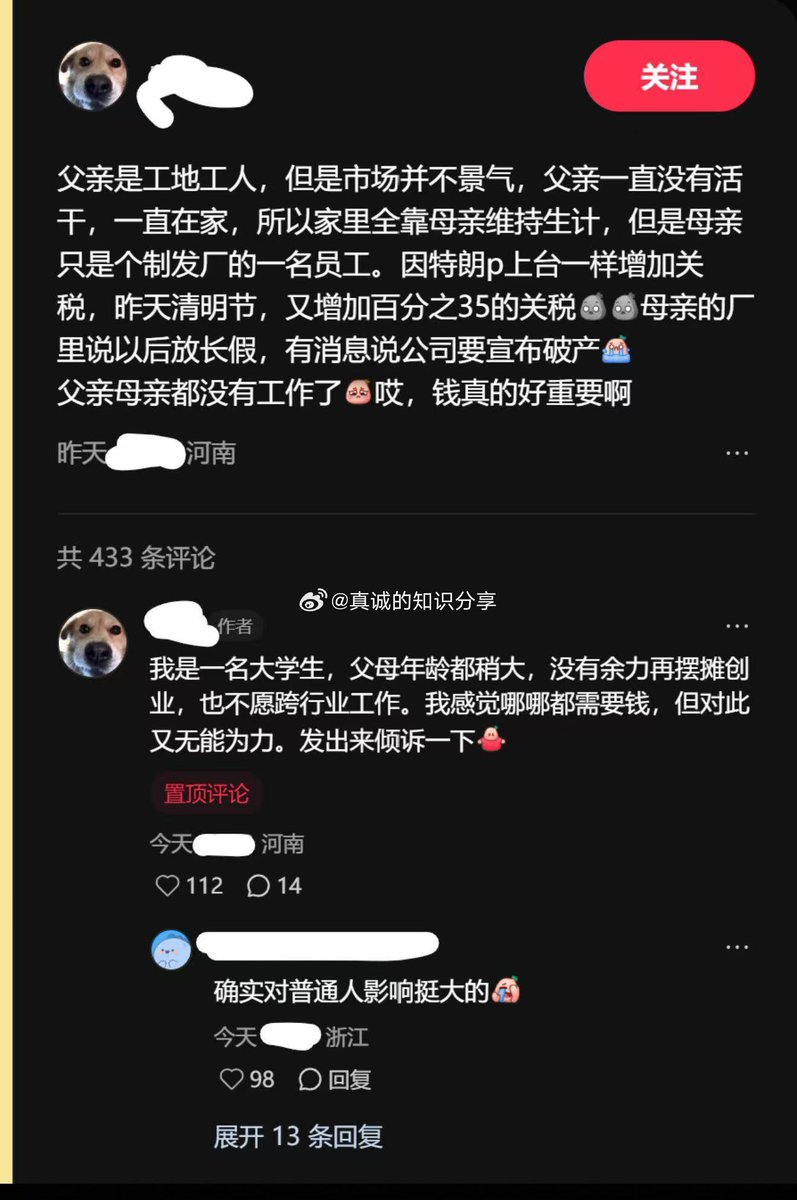 关注
父亲是工地工人，但是市场并不景气，父亲一直没有活
干，一直在家，所以家里全靠母亲维持生计，但是母亲
只是个制发厂的一名员工。因特朗p上台一样增加关
税，昨天清明节，又增加百分之35的关税母亲的厂
里说以后放长假，有消息说公司要宣布破产
父亲母亲都没有工作了哎，钱真的好重要啊
昨天 河南
共 433 条评论
@真诚的知识分享
作者
我是一名大学生，父母年龄都稍大，没有余力再摆摊创
业，也不愿跨行业工作。我感觉哪哪都需要钱，但对此
又无能为力。发出来倾诉一下
置顶评论
今天 河南
112 14
确实对普通人影响挺大的
今天 浙江
98 回复
展开 13 条回复